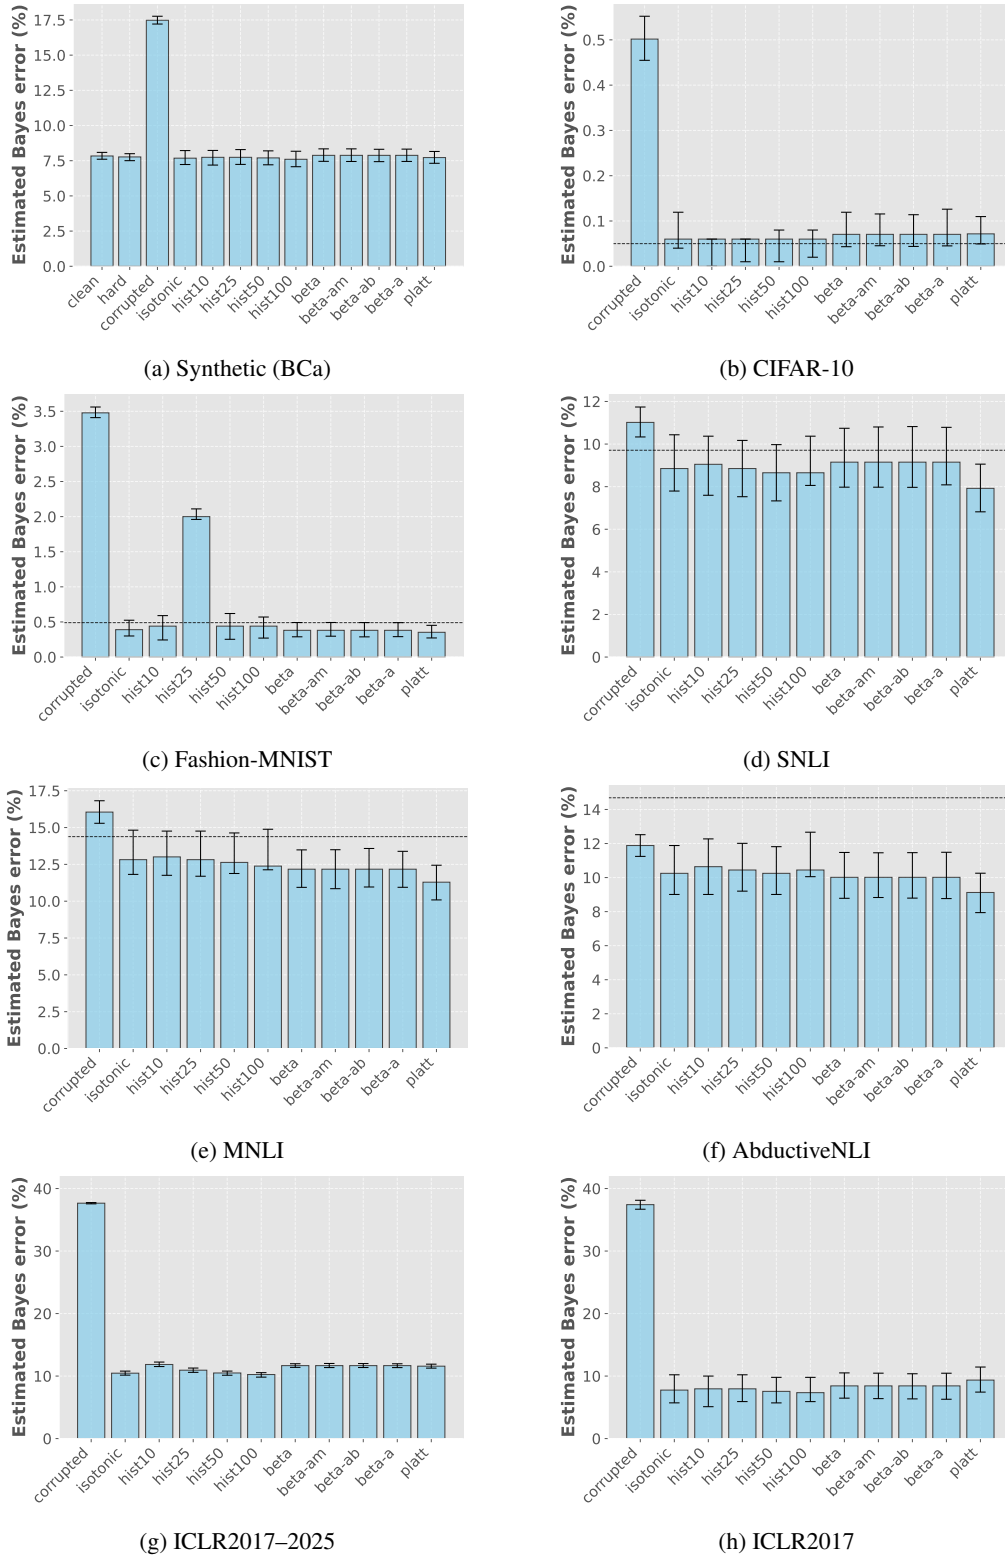 Estimated Bayes error (%)
17.5
15.0
12.5
10.0
7.5
5.0
2.5
0.0
clean
hard
corrupted
isotonic
hist10
hist25
hist50
hist100
beta
beta-am
beta-ab
beta-a
platt
(a) Synthetic (BCa)
Estimated Bayes error (%)
0.5
0.4
0.3
0.2
0.1
0.0
corrupted
isotonic
hist10
hist25
hist50
hist100
beta
beta-am
beta-ab
beta-a
platt
(b) CIFAR-10
Estimated Bayes error (%)
3.5
3.0
2.5
2.0
1.5
1.0
0.5
0.0
corrupted
isotonic
hist10
hist25
hist50
hist100
beta
beta-am
beta-ab
beta-a
platt
(c) Fashion-MNIST
Estimated Bayes error (%)
12
10
8
6
4
2
0
corrupted
isotonic
hist10
hist25
hist50
hist100
beta
beta-am
beta-ab
beta-a
platt
(d) SNLI
Estimated Bayes error (%)
17.5
15.0
12.5
10.0
7.5
5.0
2.5
0.0
corrupted
isotonic
hist10
hist25
hist50
hist100
beta
beta-am
beta-ab
beta-a
platt
(e) MNLI
Estimated Bayes error (%)
14
12
10
8
6
4
2
0
corrupted
isotonic
hist10
hist25
hist50
hist100
beta
beta-am
beta-ab
beta-a
platt
(f) AbductiveNLI
Estimated Bayes error (%)
40
30
20
10
0
corrupted
isotonic
hist10
hist25
hist50
hist100
beta
beta-am
beta-ab
beta-a
platt
(g) ICLR2017–2025
Estimated Bayes error (%)
40
30
20
10
0
corrupted
isotonic
hist10
hist25
hist50
hist100
beta
beta-am
beta-ab
beta-a
platt
(h) ICLR2017